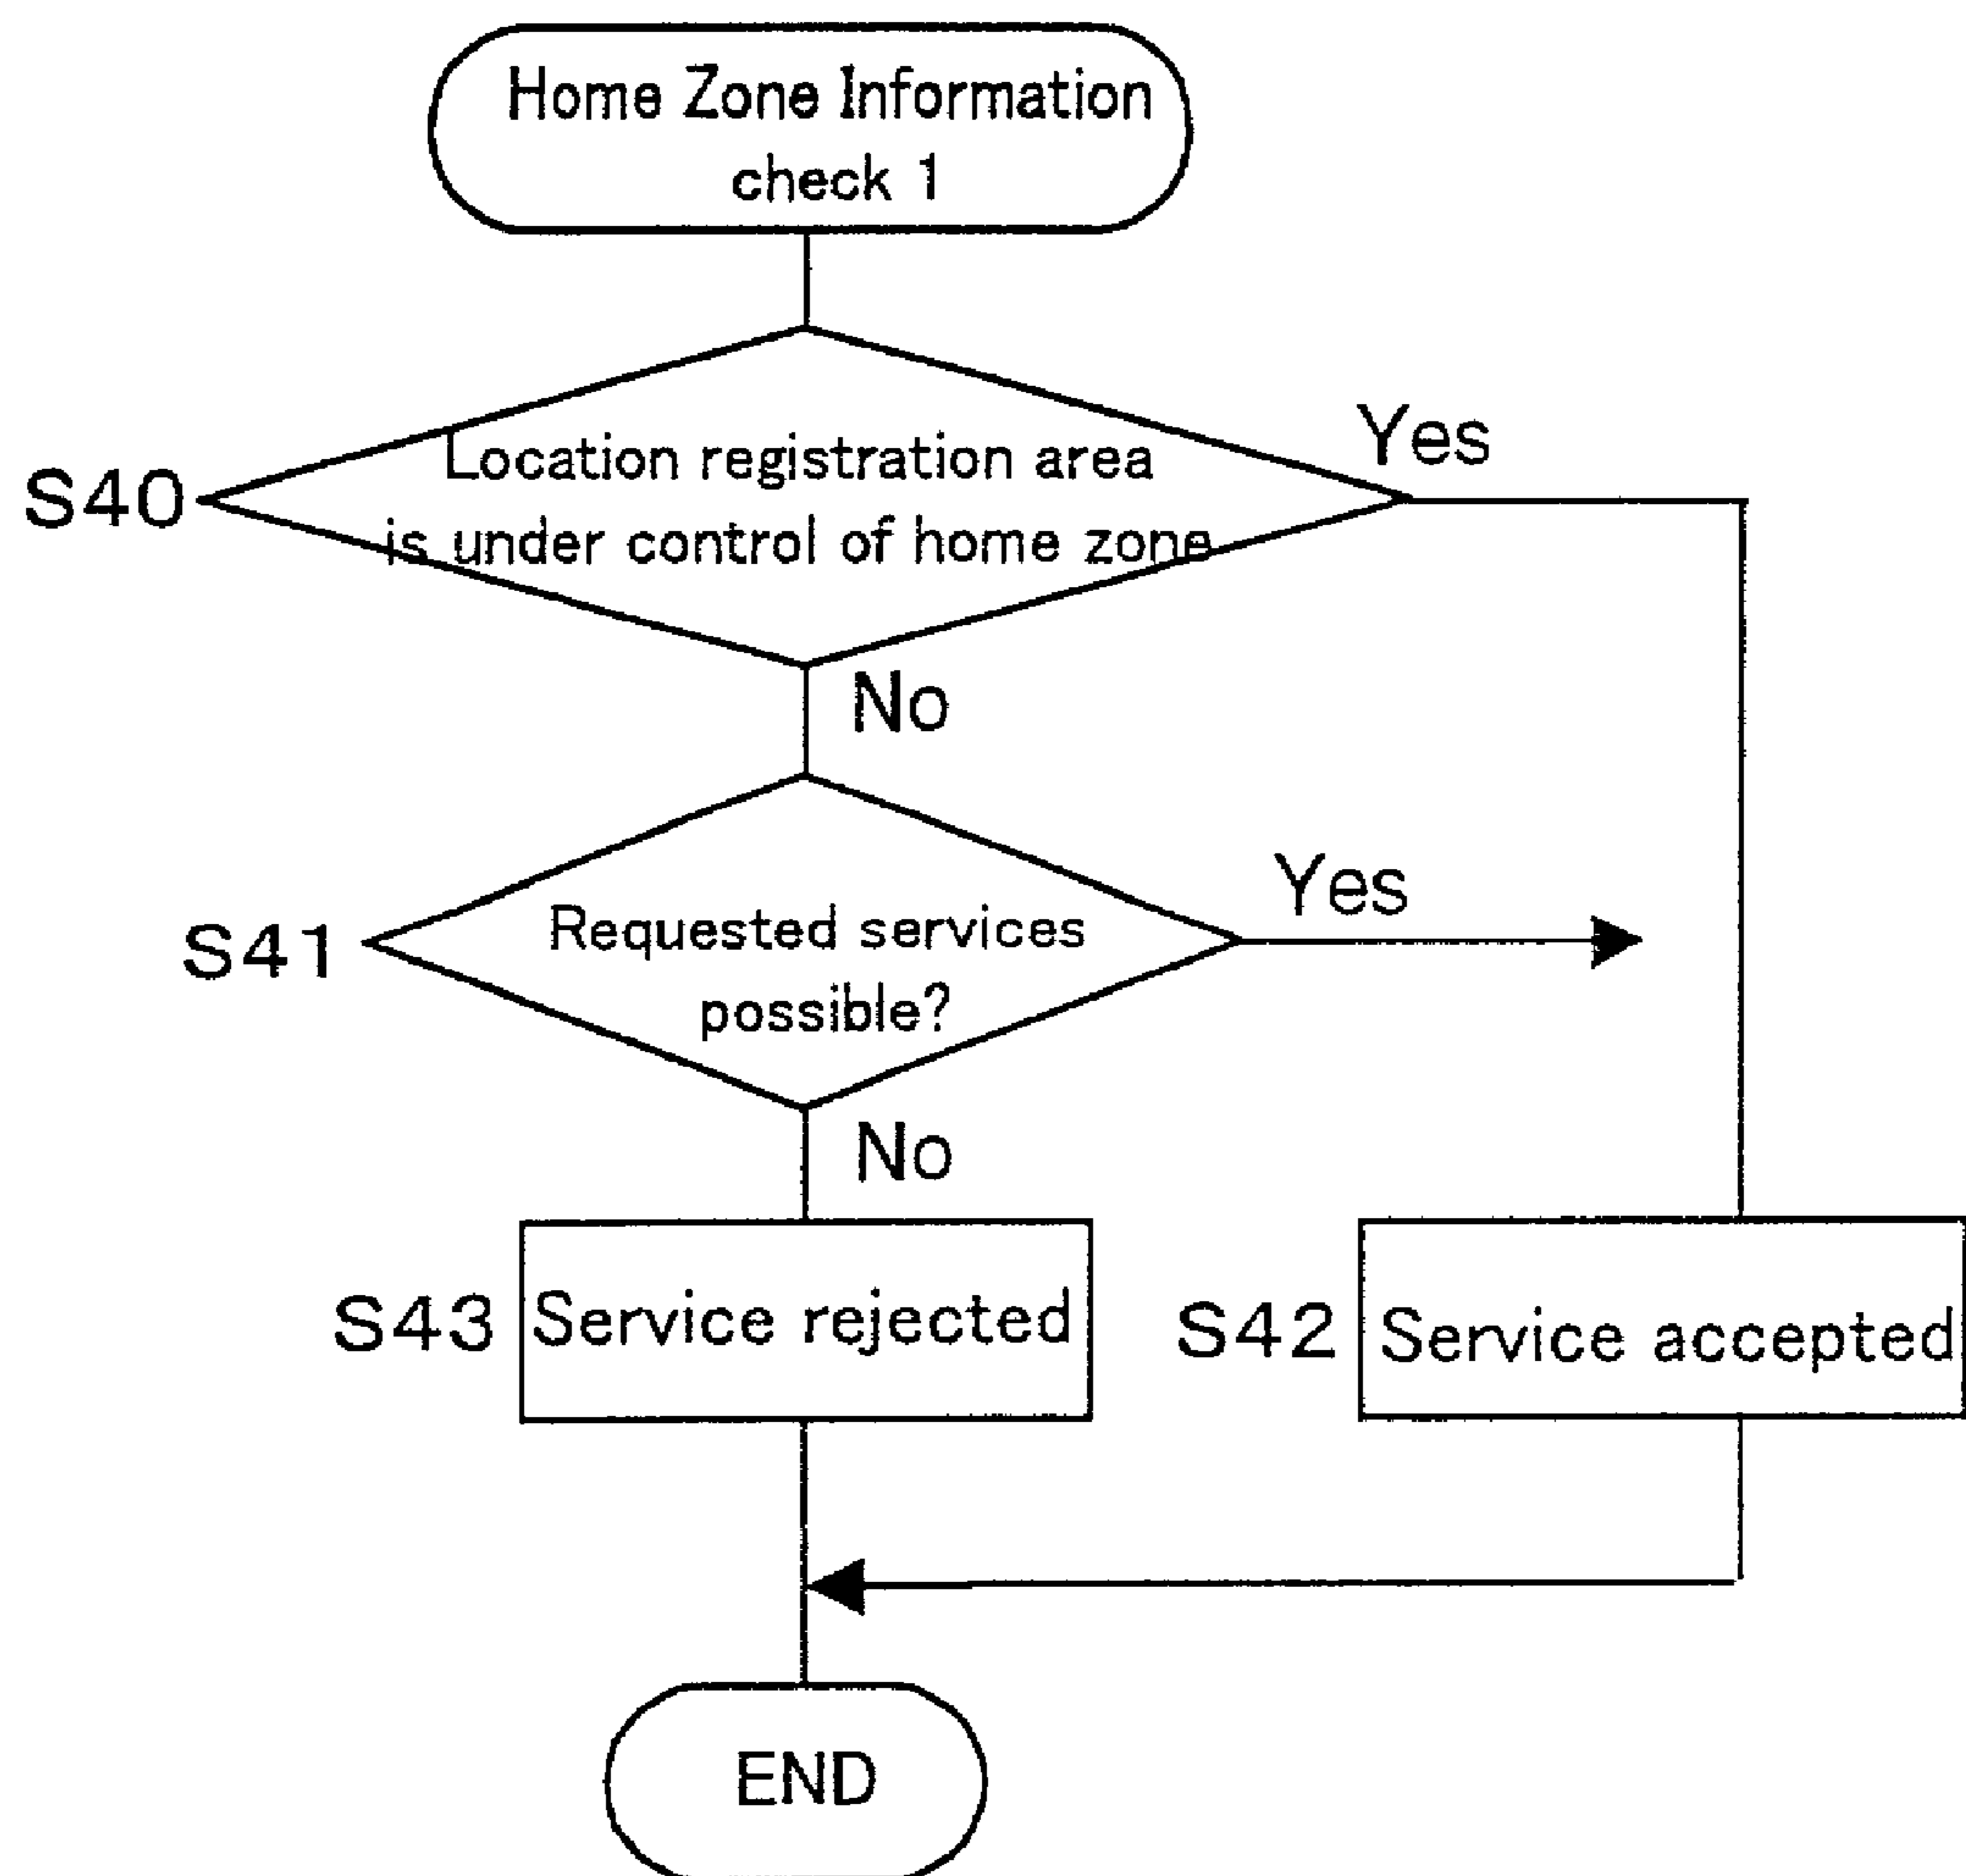 Home Zone Information
check 1
Yes
Location registration area
S40
is under control of home zone
No
Yes
Requested services
S41
possible?
No
S43
Service rejected
S42
Service accepted
END